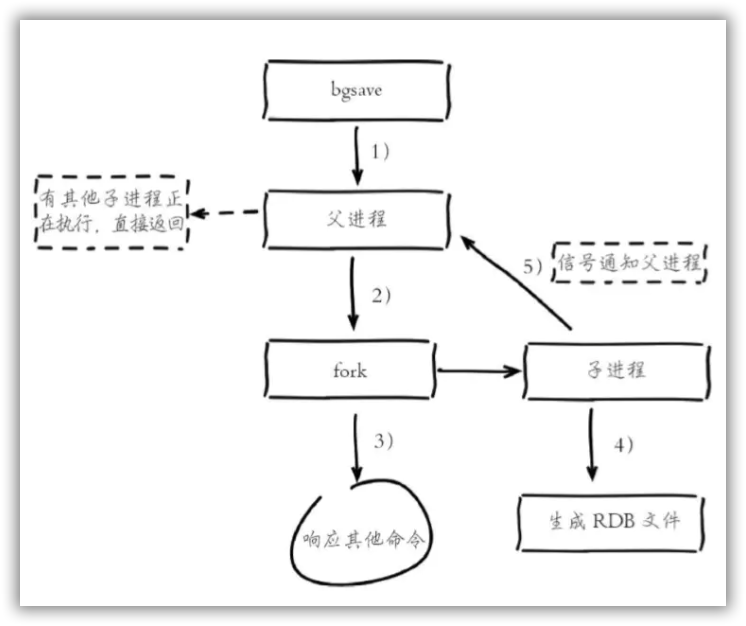 bgsave
1)
有其他子进程正
在执行，直接返回
父进程
5)
信号通知父进程
2)
fork
子进程
3)
4)
响应其他命令
生成 RDB 文件